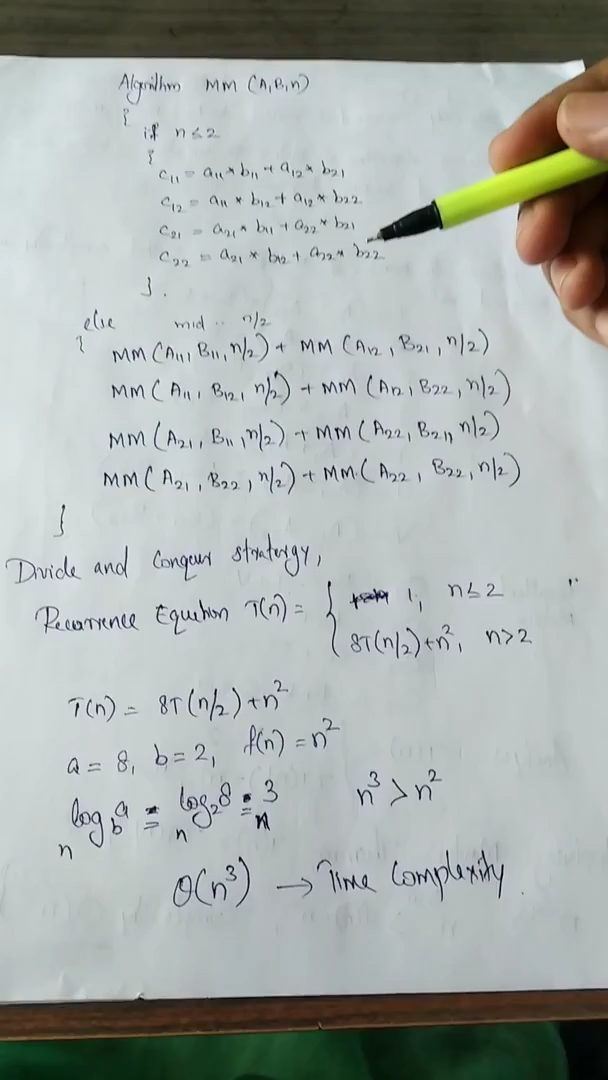 Algorithm MM (A,B,n)
{
if n ≤ 2
{
C₁₁ = a₁₁ * b₁₁ + a₁₂ * b₂₁
C₁₂ = a₁₁ * b₁₂ + a₁₂ * b₂₂
C₂₁ = a₂₁ * b₁₁ + a₂₂ * b₂₁
C₂₂ = a₂₁ * b₁₂ + a₂₂ * b₂₂
}.
else mid .. n/2
{ MM (A₁₁, B₁₁, n/2) + MM (A₁₂, B₂₁, n/2)
MM (A₁₁, B₁₂, n/2) + MM (A₁₂, B₂₂, n/2)
MM (A₂₁, B₁₁, n/2) + MM (A₂₂, B₂₁, n/2)
MM (A₂₁, B₂₂, n/2) + MM (A₂₂, B₂₂, n/2)
}
Divide and Conquer stratergy,
Recurrence Equation T(n) = { 1, n ≤ 2
8T(n/2) + n², n > 2
T(n) = 8T(n/2) + n²
a = 8, b = 2, f(n) = n²
n^log_b a = n^log₂8 = n^3 n³ > n²
θ(n³) → Time Complexity.